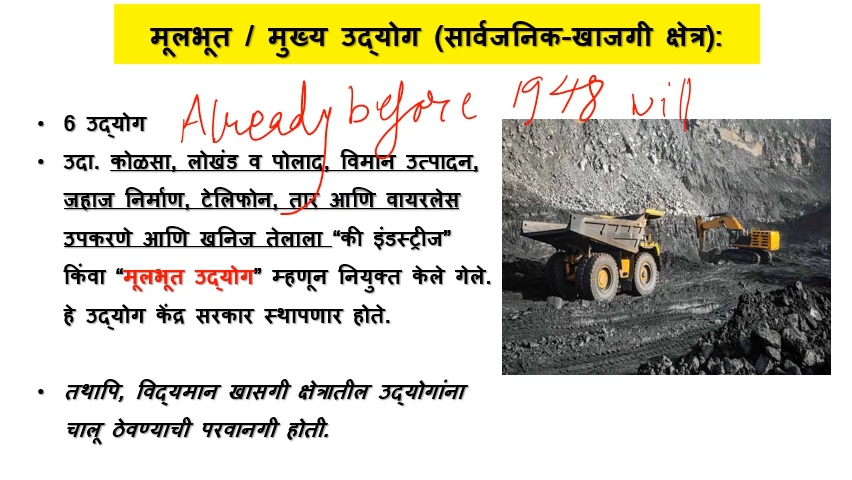 मूलभूत / मुख्य उद्योग (सार्वजनिक-खाजगी क्षेत्र):
Already before 1948 will
• 6 उद्योग
• उदा. कोळसा, लोखंड व पोलाद, विमान उत्पादन,
जहाज निर्माण, टेलिफोन, तार आणि वायरलेस
उपकरणे आणि खनिज तेलाला “की इंडस्ट्रीज”
किंवा “मूलभूत उद्योग” म्हणून नियुक्त केले गेले.
हे उद्योग केंद्र सरकार स्थापणार होते.
• तथापि, विद्यमान खासगी क्षेत्रातील उद्योगांना
चालू ठेवण्याची परवानगी होती.